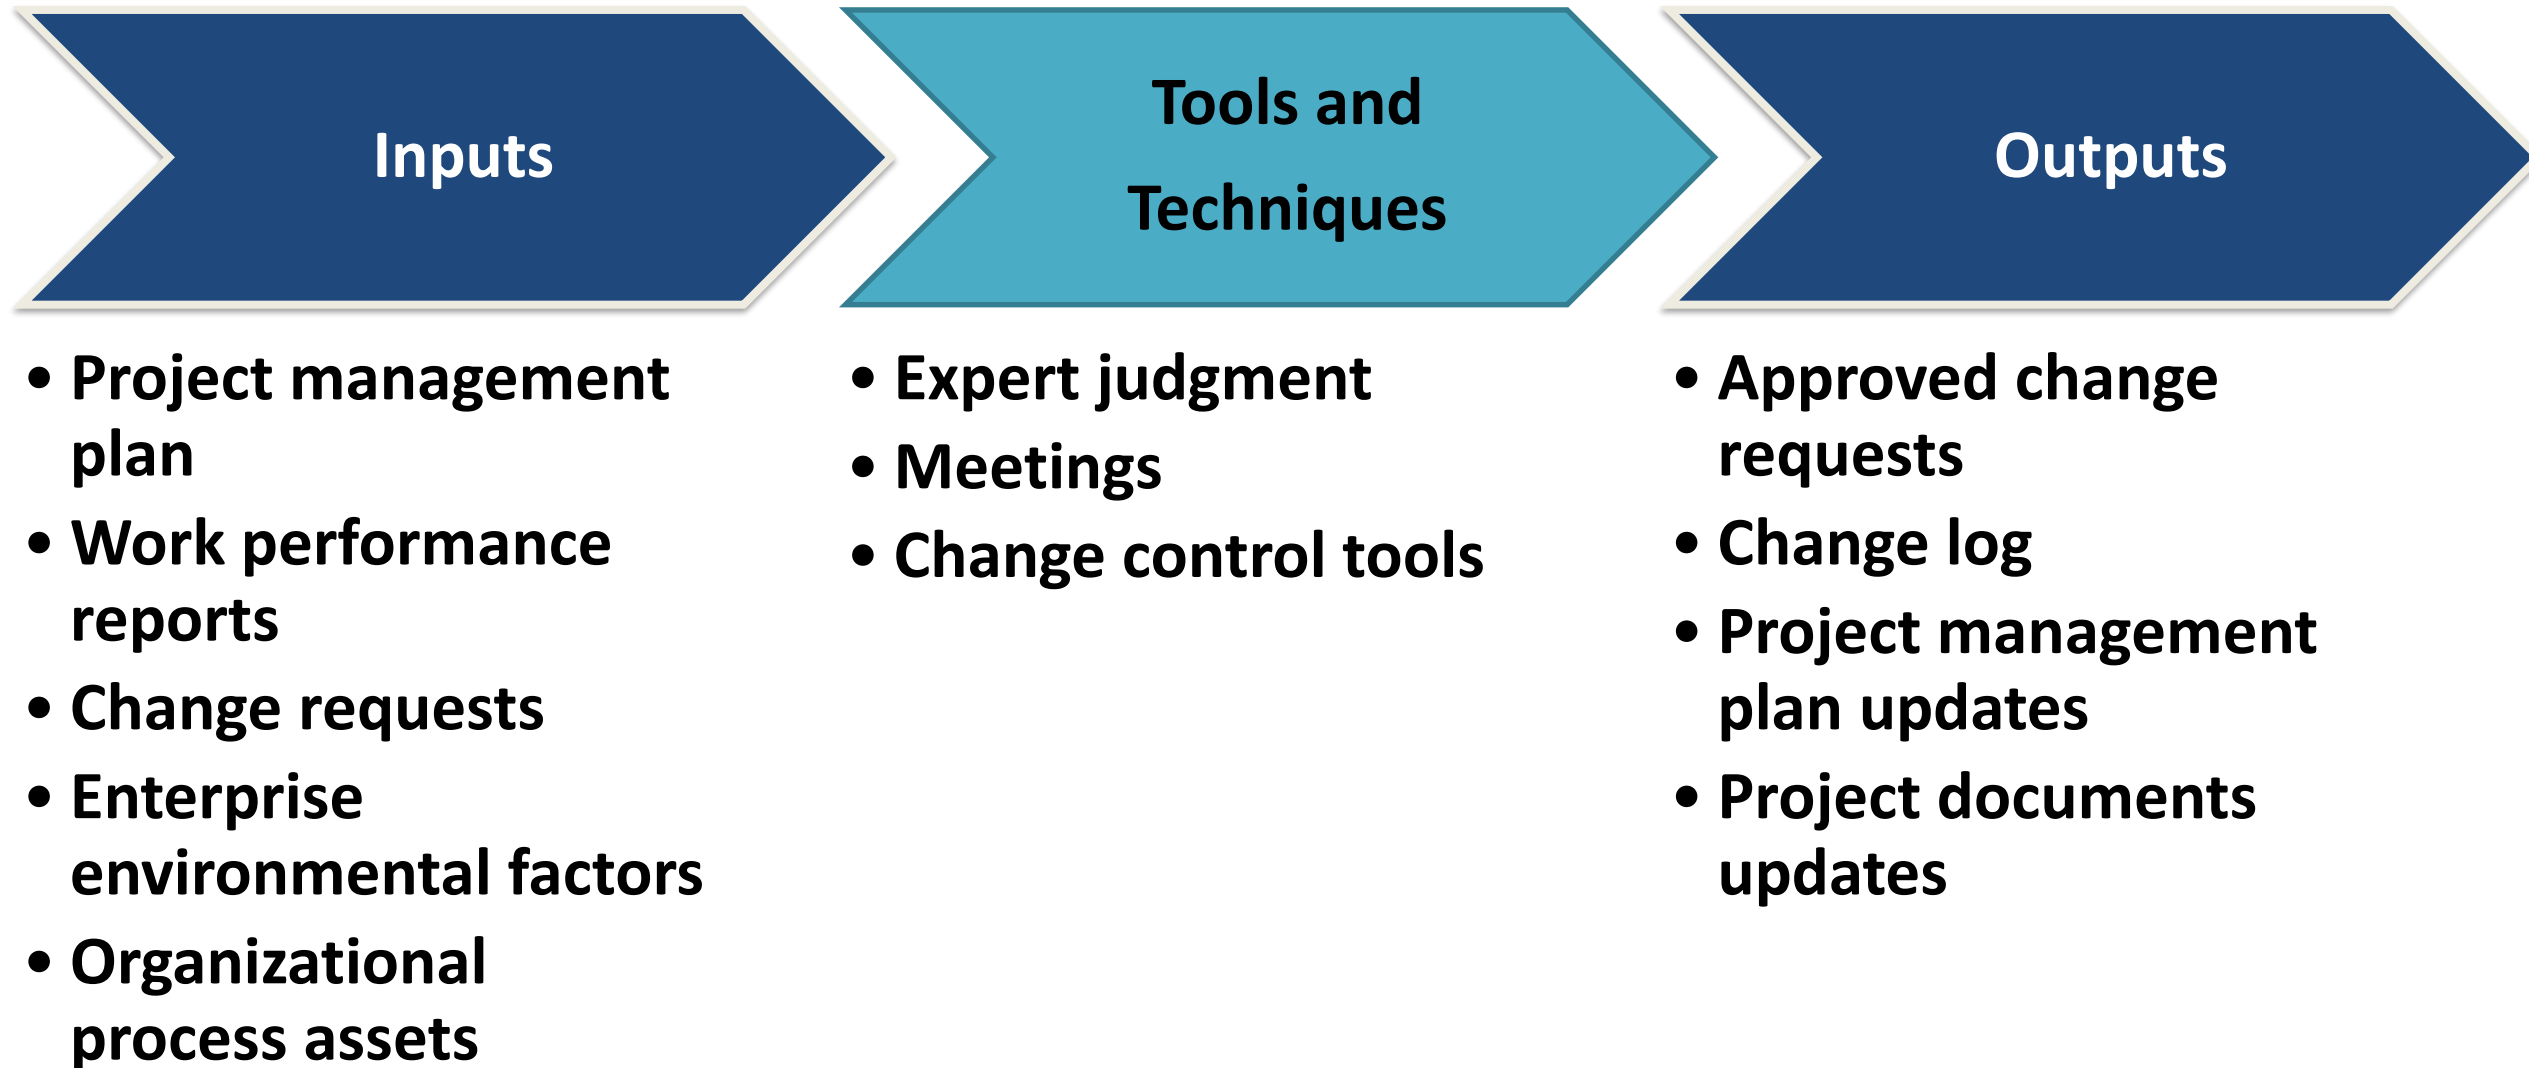 Inputs
• Project management
plan
• Work performance
reports
• Change requests
• Enterprise
environmental factors
• Organizational
process assets
Tools and
Techniques
• Expert judgment
• Meetings
• Change control tools
Outputs
• Approved change
requests
• Change log
• Project management
plan updates
• Project documents
updates